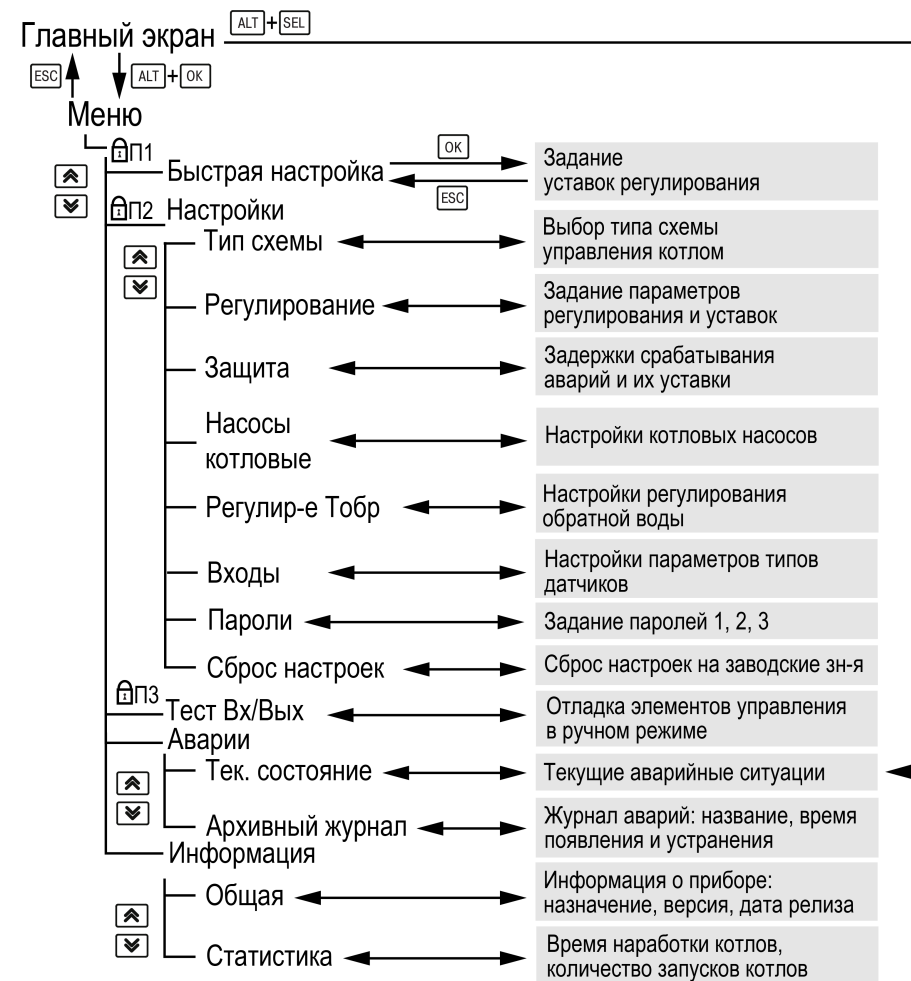 Главный экран
ALT + SEL
ESC
ALT + OK
Меню
П1
Быстрая настройка
OK
ESC
Задание
уставок регулирования
П2 Настройки
Тип схемы
Выбор типа схемы
управления котлом
Регулирование
Задание параметров
регулирования и уставок
Защита
Задержки срабатывания
аварий и их уставки
Насосы
котловые
Настройки котловых насосов
Регулир-е Тобр
Настройки регулирования
обратной воды
Входы
Настройки параметров типов
датчиков
Пароли
Задание паролей 1, 2, 3
Сброс настроек
Сброс настроек на заводские зн-я
П3
Тест Вх/Вых
Отладка элементов управления
в ручном режиме
Аварии
Тек. состояние
Текущие аварийные ситуации
Архивный журнал
Журнал аварий: название, время
появления и устранения
Информация
Общая
Информация о приборе:
назначение, версия, дата релиза
Статистика
Время наработки котлов,
количество запусков котлов